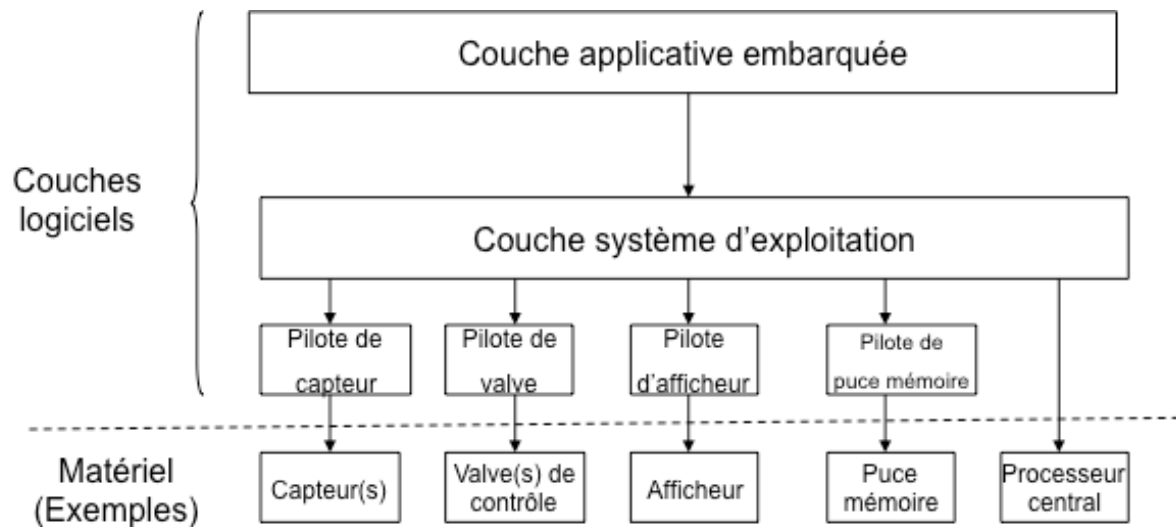 Couche applicative embarquée
Couches
logiciels
Couche système d'exploitation
Pilote de
capteur
Pilote de
valve
Pilote
d'afficheur
Pilote de
puce mémoire
Matériel
(Exemples)
Capteur(s)
Valve(s) de
contrôle
Afficheur
Puce
mémoire
Processeur
central